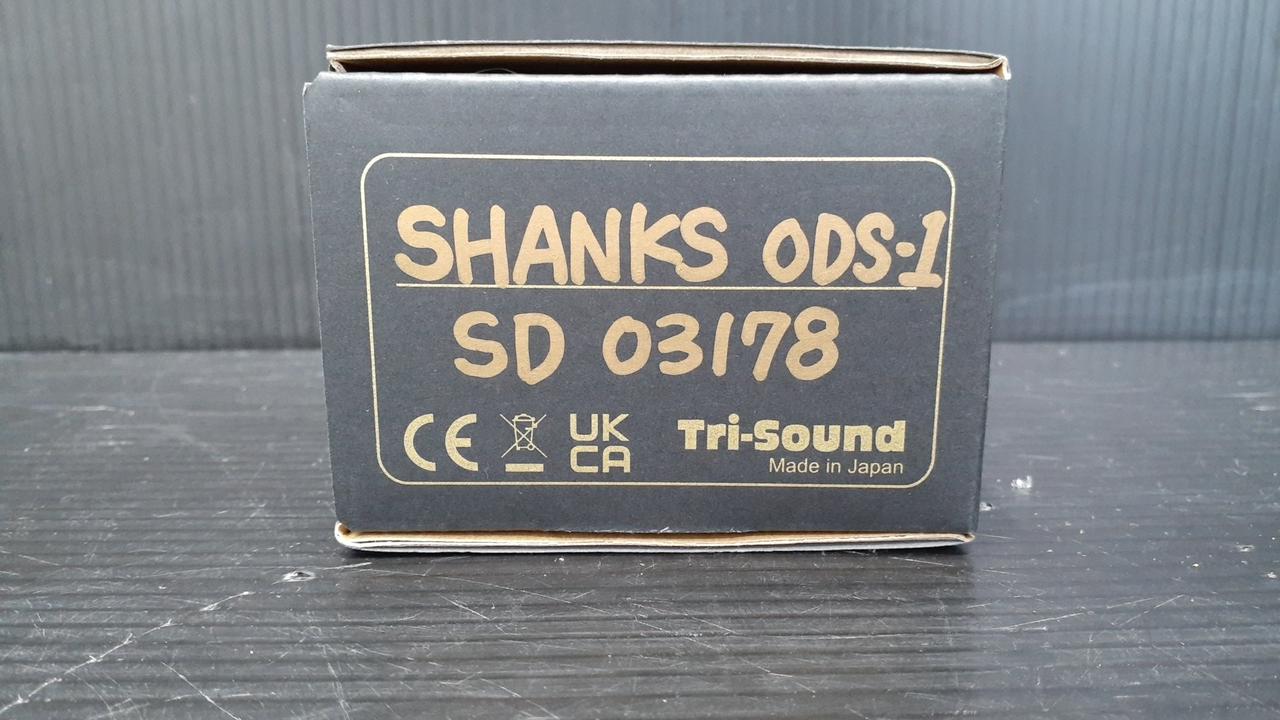 SHANKS ODS-1
SD 03178
CE UK CA Tri-Sound
Made in Japan